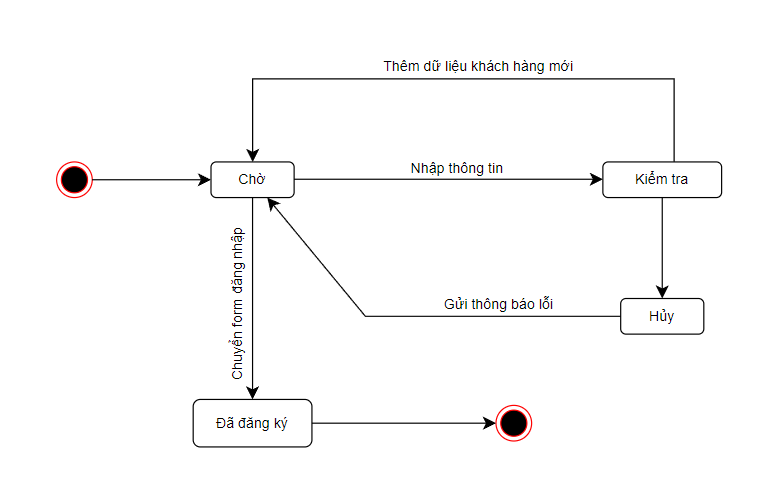 Thêm dữ liệu khách hàng mới
Chờ
Nhập thông tin
Kiểm tra
Chuyển form đăng nhập
Gửi thông báo lỗi
Hủy
Đã đăng ký